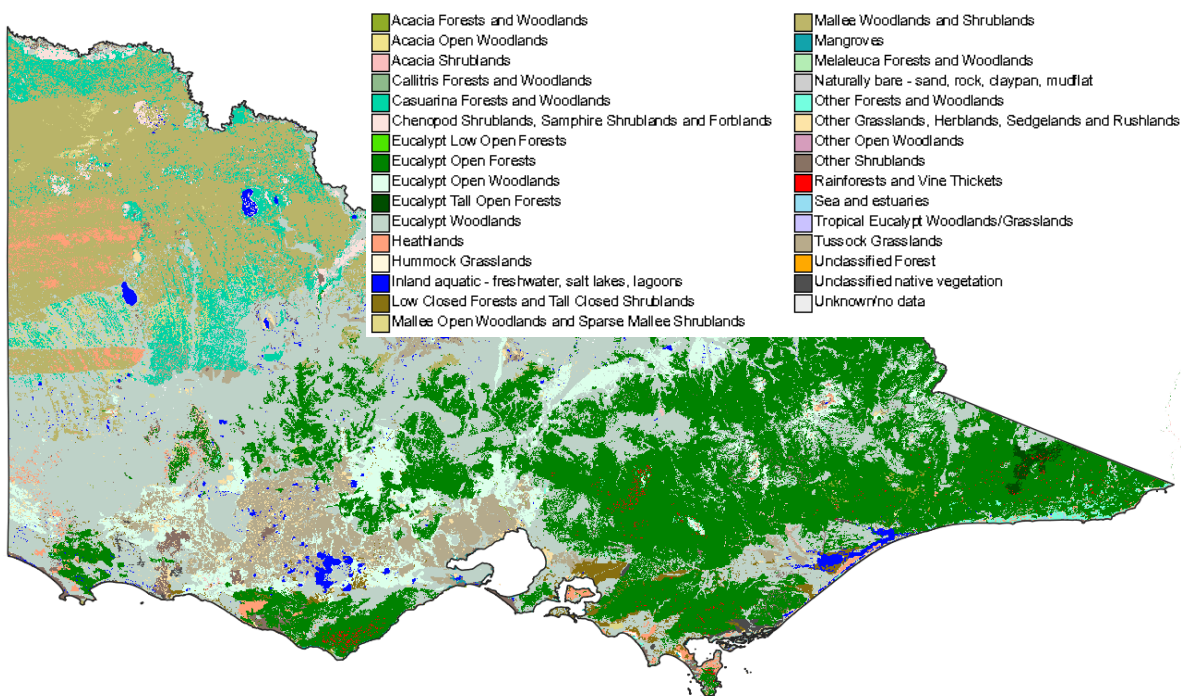 Acacia Forests and Woodlands
Acacia Open Woodlands
Acacia Shrublands
Callitris Forests and Woodlands
Casuarina Forests and Woodlands
Chenopod Shrublands, Samphire Shrublands and Forblands
Eucalypt Low Open Forests
Eucalypt Open Forests
Eucalypt Open Woodlands
Eucalypt Tall Open Forests
Eucalypt Woodlands
Heathlands
Hummock Grasslands
Inland aquatic - freshwater, salt lakes, lagoons
Low Closed Forests and Tall Closed Shrublands
Mallee Open Woodlands and Sparse Mallee Shrublands
Mallee Woodlands and Shrublands
Mangroves
Melaleuca Forests and Woodlands
Naturally bare - sand, rock, claypan, mudflat
Other Forests and Woodlands
Other Grasslands, Herblands, Sedgelands and Rushlands
Other Open Woodlands
Other Shrublands
Rainforests and Vine Thickets
Sea and estuaries
Tropical Eucalypt Woodlands/Grasslands
Tussock Grasslands
Unclassified Forest
Unclassified native vegetation
Unknown/no data